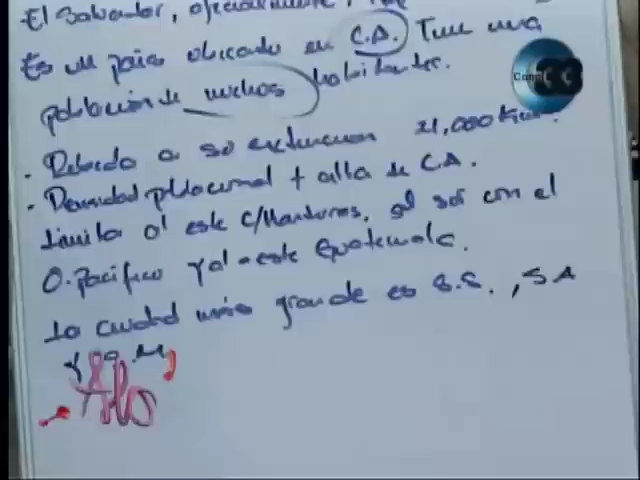 El Salvador, oficialmente,
Es un país ubicado en C.A. Tiene una
población de muchos habitantes.
. Debido a su extención 21,000 Km².
. Densidad poblacional + alta de C.A.
Limita al este c/Honduras, al sur con el
O. Pacífico y al oeste Guatemala.
La ciudad más grande es S.S., SA
y S.M.